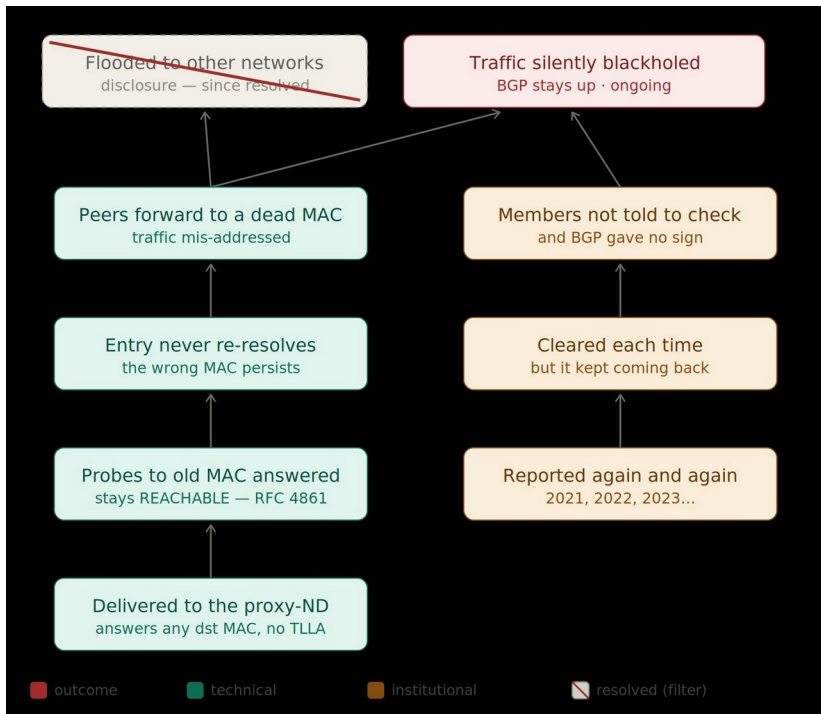 Flooded to other networks
disclosure — since resolved
Traffic silently blackholed
BGP stays up · ongoing
Peers forward to a dead MAC
traffic mis-addressed
Members not told to check
and BGP gave no sign
Entry never re-resolves
the wrong MAC persists
Cleared each time
but it kept coming back
Probes to old MAC answered
stays REACHABLE — RFC 4861
Reported again and again
2021, 2022, 2023…
Delivered to the proxy-ND
answers any dst MAC, no TLLA
outcome
technical
institutional
resolved (filter)